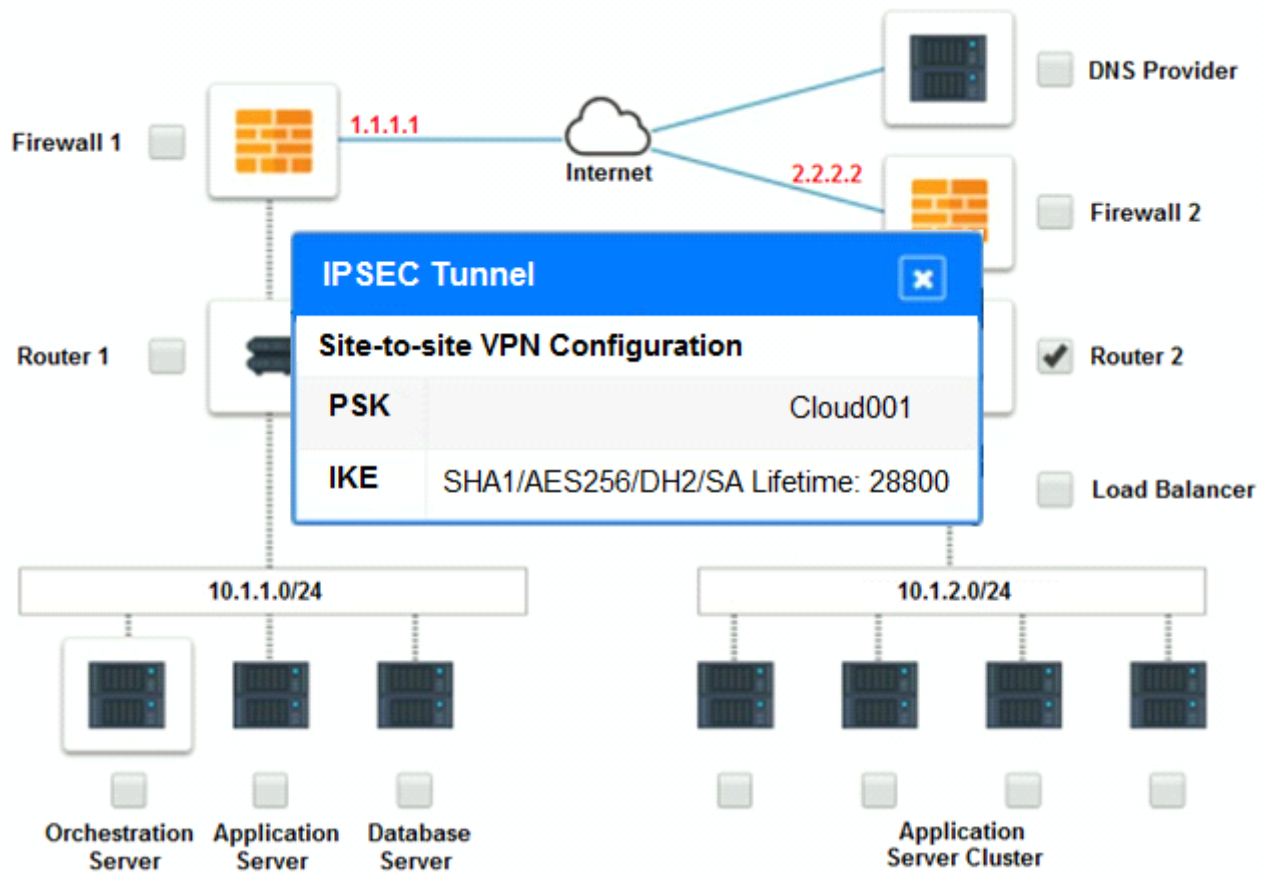 DNS Provider
Firewall 1
1.1.1.1
Internet
2.2.2.2
Firewall 2
IPSEC Tunnel
Site-to-site VPN Configuration
Router 1
Router 2
PSK
Cloud001
IKE
SHA1/AES256/DH2/SA Lifetime: 28800
Load Balancer
10.1.1.0/24
10.1.2.0/24
Orchestration
Server
Application
Server
Database
Server
Application
Server Cluster